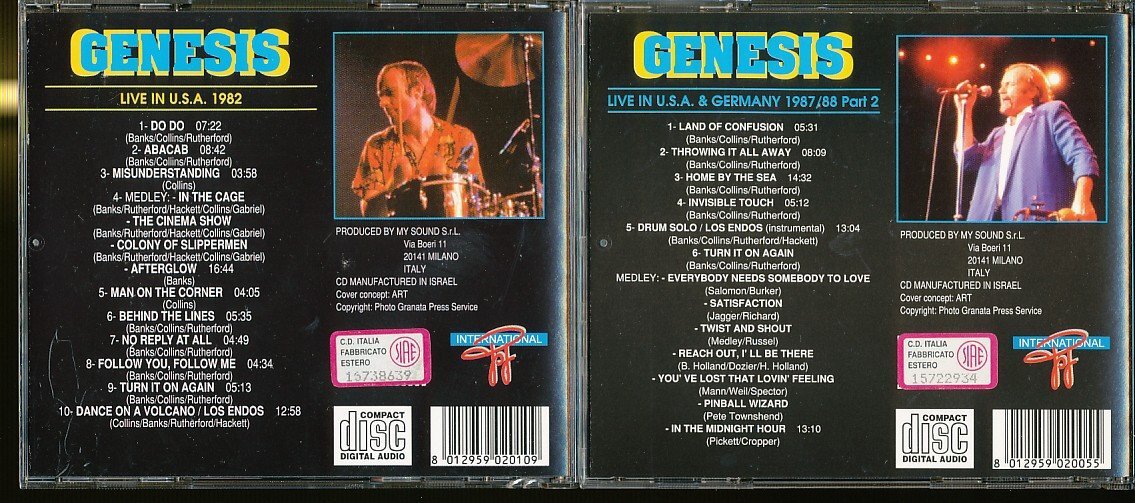 GENESIS
LIVE IN U.S.A. 1982
1- DO DO 07:22
(Banks/Collins/Rutherford)
2- ABACAB 08:42
(Banks/Collins/Rutherford)
3- MISUNDERSTANDING 03:58
(Collins)
4- MEDLEY: - IN THE CAGE
(Banks/Rutherford/Hackett/Collins/Gabriel)
- THE CINEMA SHOW
(Banks/Rutherford/Hackett/Collins/Gabriel)
- COLONY OF SLIPPERMEN
(Banks/Rutherford/Hackett/Collins/Gabriel)
- AFTERGLOW 16:44
(Banks)
5- MAN ON THE CORNER 04:05
(Collins)
6- BEHIND THE LINES 05:35
(Banks/Collins/Rutherford)
7- NO REPLY AT ALL 04:49
(Banks/Collins/Rutherford)
8- FOLLOW YOU, FOLLOW ME 04:34
(Banks/Collins/Rutherford)
9- TURN IT ON AGAIN 05:13
(Banks/Collins/Rutherford)
10- DANCE ON A VOLCANO / LOS ENDOS 12:58
(Collins/Banks/Rutherford/Hackett)
PRODUCED BY MY SOUND S.r.L.
Via Boeri 11
20141 MILANO
ITALY
CD MANUFACTURED IN ISRAEL
Cover concept: ART
Copyright: Photo Granata Press Service
C.D. ITALIA
FABBRICATO
ESTERO
15738639
SIAE
INTERNATIONAL
COMPACT
disc
DIGITAL AUDIO
8 012959 020109
GENESIS
LIVE IN U.S.A. & GERMANY 1987/88 Part 2
1- LAND OF CONFUSION 05:31
(Banks/Collins/Rutherford)
2- THROWING IT ALL AWAY 08:09
(Banks/Collins/Rutherford)
3- HOME BY THE SEA 14:32
(Banks/Collins/Rutherford)
4- INVISIBLE TOUCH 05:12
(Banks/Collins/Rutherford)
5- DRUM SOLO / LOS ENDOS (instrumental) 13:04
(Banks/Collins/Rutherford/Hackett)
6- TURN IT ON AGAIN
(Banks/Collins/Rutherford)
MEDLEY: - EVERYBODY NEEDS SOMEBODY TO LOVE
(Salomon/Burker)
- SATISFACTION
(Jagger/Richard)
- TWIST AND SHOUT
(Medley/Russel)
- REACH OUT, I' LL BE THERE
(B. Holland/Dozier/H. Holland)
- YOU' VE LOST THAT LOVIN' FEELING
(Mann/Weil/Spector)
- PINBALL WIZARD
(Pete Townshend)
- IN THE MIDNIGHT HOUR 13:10
(Pickett/Cropper)
PRODUCED BY MY SOUND S.r.L.
Via Boeri 11
20141 MILANO
ITALY
CD MANUFACTURED IN ISRAEL
Cover concept: ART
Copyright: Photo Granata Press Service
C.D. ITALIA
FABBRICATO
ESTERO
15722934
SIAE
INTERNATIONAL
COMPACT
disc
DIGITAL AUDIO
8 012959 020055